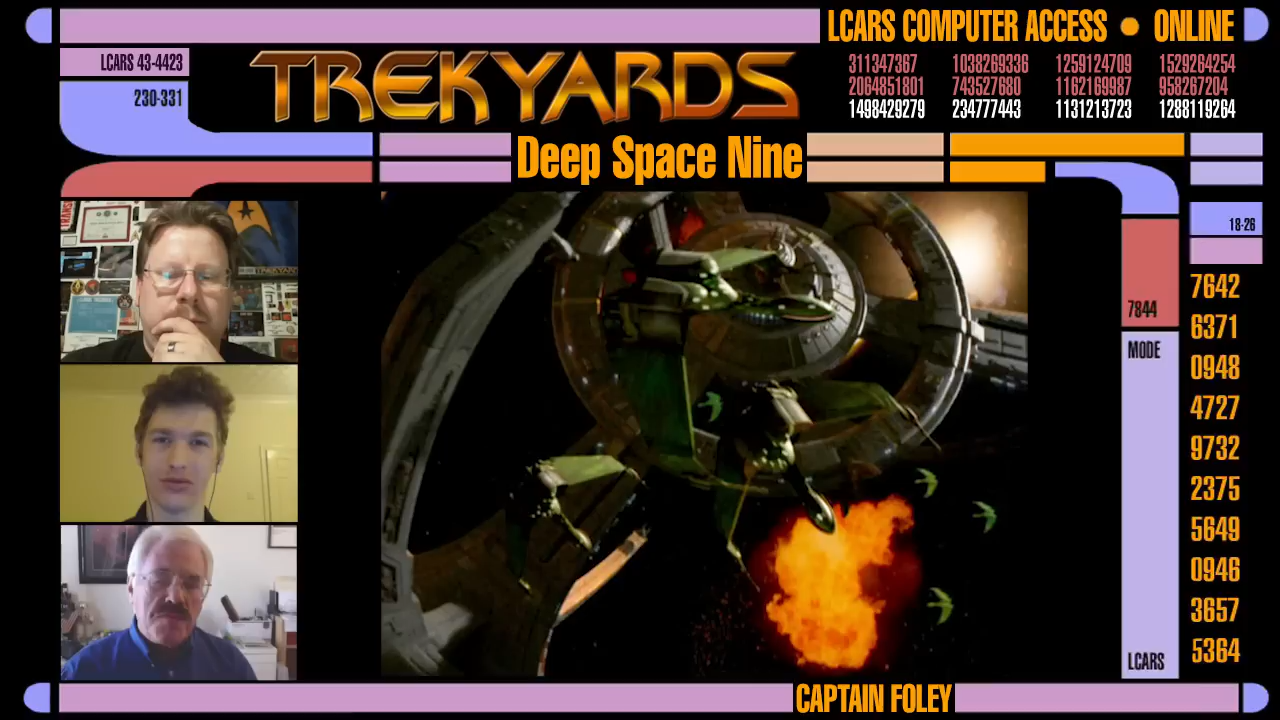 LCARS COMPUTER ACCESS • ONLINE
LCARS 43-4423
TREKYARDS
311347367 1038269336 1259124709 1529264254
2064851801 743527680 1162169987 958267204
1498429279 234777443 1131213723 1288119264
230-331
Deep Space Nine
18-26
7642
7844
6371
MODE
0948
4727
9732
2375
5649
0946
3657
5364
LCARS
CAPTAIN FOLEY